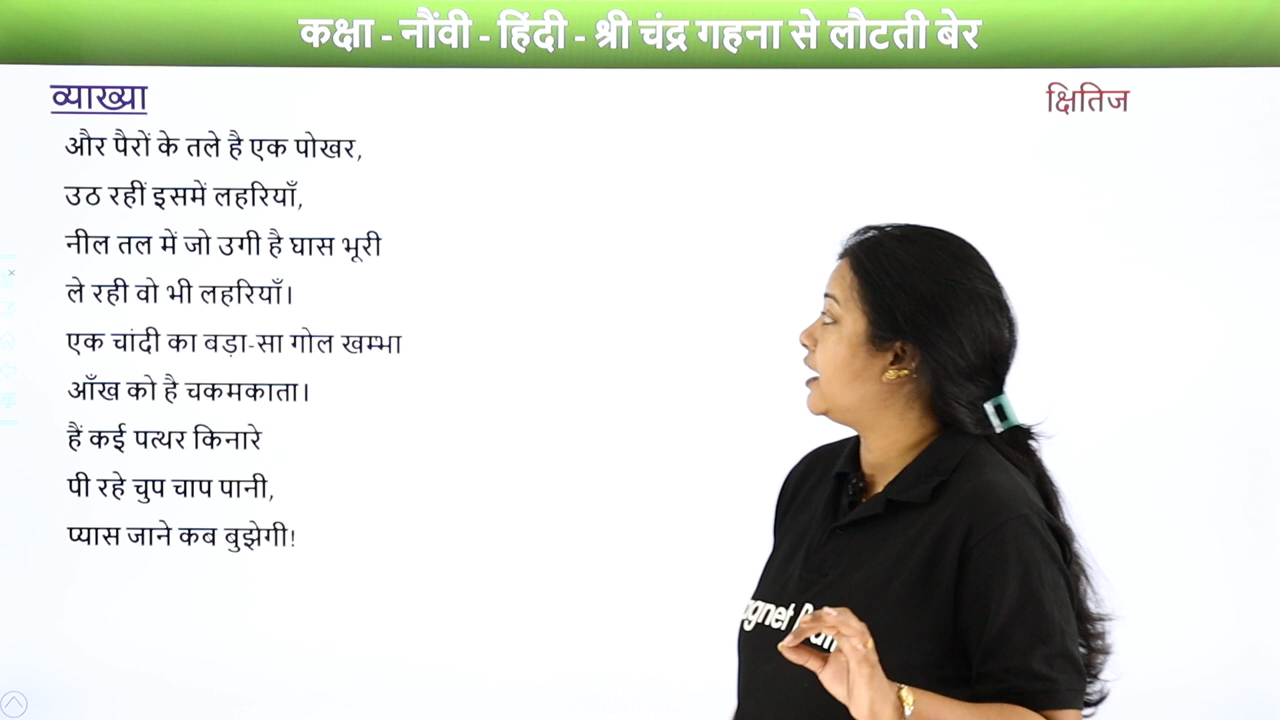 कक्षा - नौंवी - हिंदी - श्री चंद्र गहना से लौटती बेर
व्याख्या
क्षितिज
और पैरों के तले है एक पोखर,
उठ रहीं इसमें लहरियाँ,
नील तल में जो उगी है घास भूरी
ले रही वो भी लहरियाँ।
एक चांदी का वड़ा-सा गोल खम्भा
आँख को है चकमकाता।
हैं कई पत्थर किनारे
पी रहे चुप चाप पानी,
प्यास जाने कब बुझेगी!